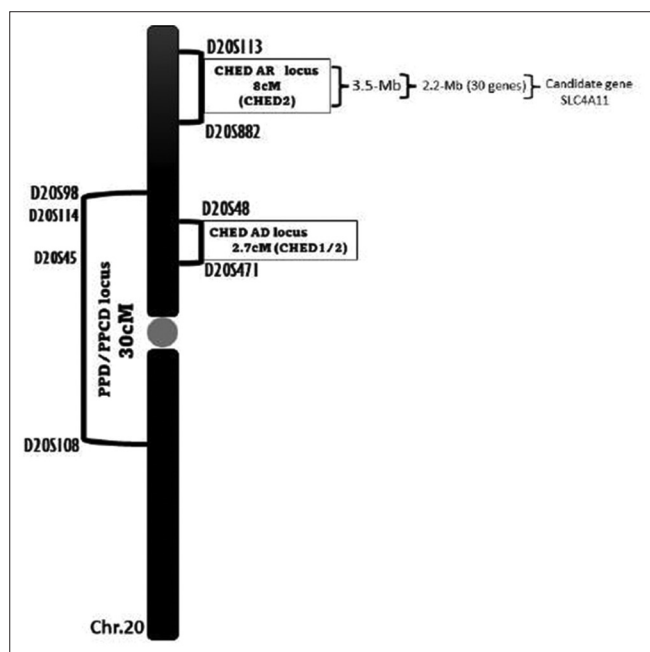 D20S113
CHED AR locus
8cM
(CHED2)
3.5-Mb
2.2-Mb (30 genes)
Candidate gene
SLC4A11
D20S882
D20S98
D20S114
D20S45
D20S48
CHED AD locus
2.7cM (CHED1/2)
D20S471
PPD/PPCD locus
30cM
D20S108
Chr.20